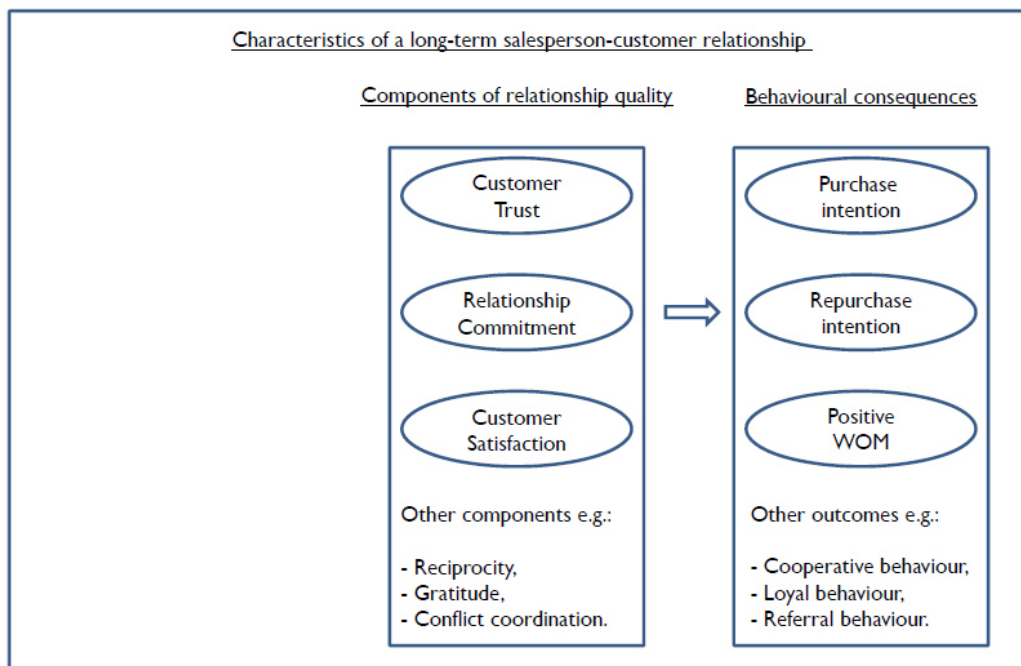 Characteristics of a long-term salesperson-customer relationship
Components of relationship quality
Behavioural consequences
Customer
Trust
Relationship
Commitment
Customer
Satisfaction
Other components e.g.:
- Reciprocity,
- Gratitude,
- Conflict coordination.
Purchase
intention
Repurchase
intention
Positive
WOM
Other outcomes e.g.:
- Cooperative behaviour,
- Loyal behaviour,
- Referral behaviour.